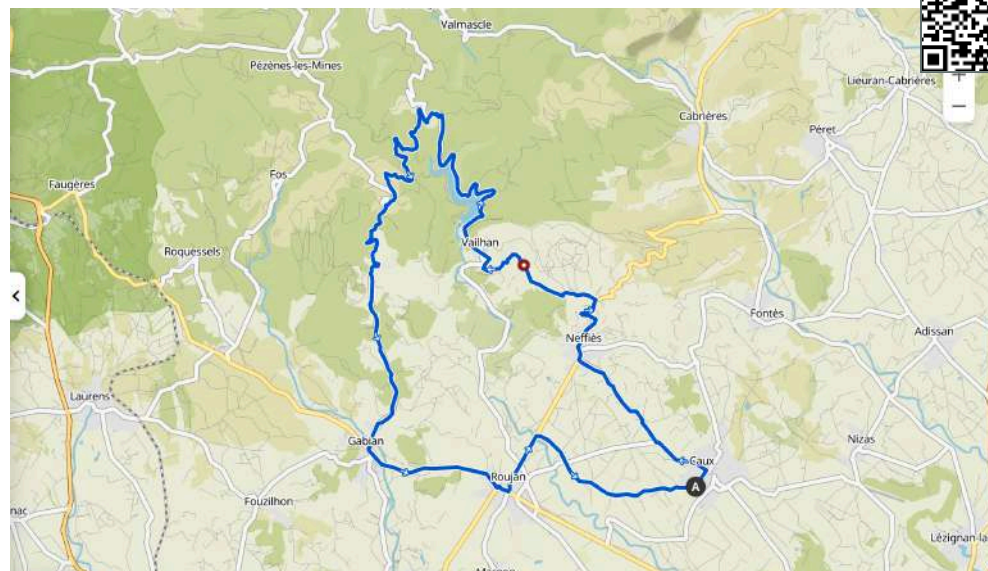 Valmascle
Pézènes-les-Mines
Lieuran-Cabrières
+
−
Cabrières
Péret
Fos
Faugères
Vailhan
Roquessels
Fontès
Adissan
Neffiès
Laurens
Gabian
Caux
Nizas
Roujan
A
Fouzilhon